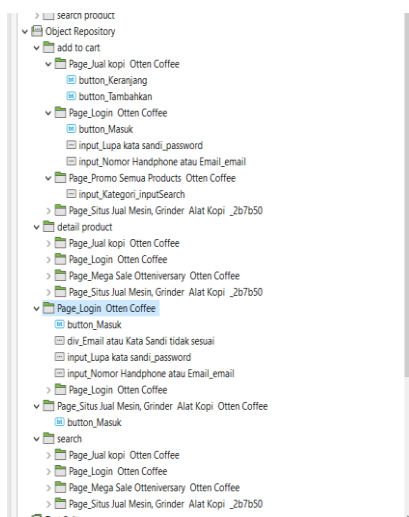 search product
Object Repository
add to cart
Page_Jual kopi Otten Coffee
button_Keranjang
button_Tambahkan
Page_Login Otten Coffee
button_Masuk
input_Lupa kata sandi_password
input_Nomor Handphone atau Email_email
Page_Promo Semua Products Otten Coffee
input_Kategori_inputSearch
Page_Situs Jual Mesin, Grinder Alat Kopi _2b7b50
detail product
Page_Jual kopi Otten Coffee
Page_Login Otten Coffee
Page_Mega Sale Otteniversary Otten Coffee
Page_Situs Jual Mesin, Grinder Alat Kopi _2b7b50
Page_Login Otten Coffee
button_Masuk
div_Email atau Kata Sandi tidak sesuai
input_Lupa kata sandi_password
input_Nomor Handphone atau Email_email
Page_Login Otten Coffee
Page_Situs Jual Mesin, Grinder Alat Kopi Otten Coffee
button_Masuk
search
Page_Jual kopi Otten Coffee
Page_Login Otten Coffee
Page_Mega Sale Otteniversary Otten Coffee
Page_Situs Jual Mesin, Grinder Alat Kopi _2b7b50